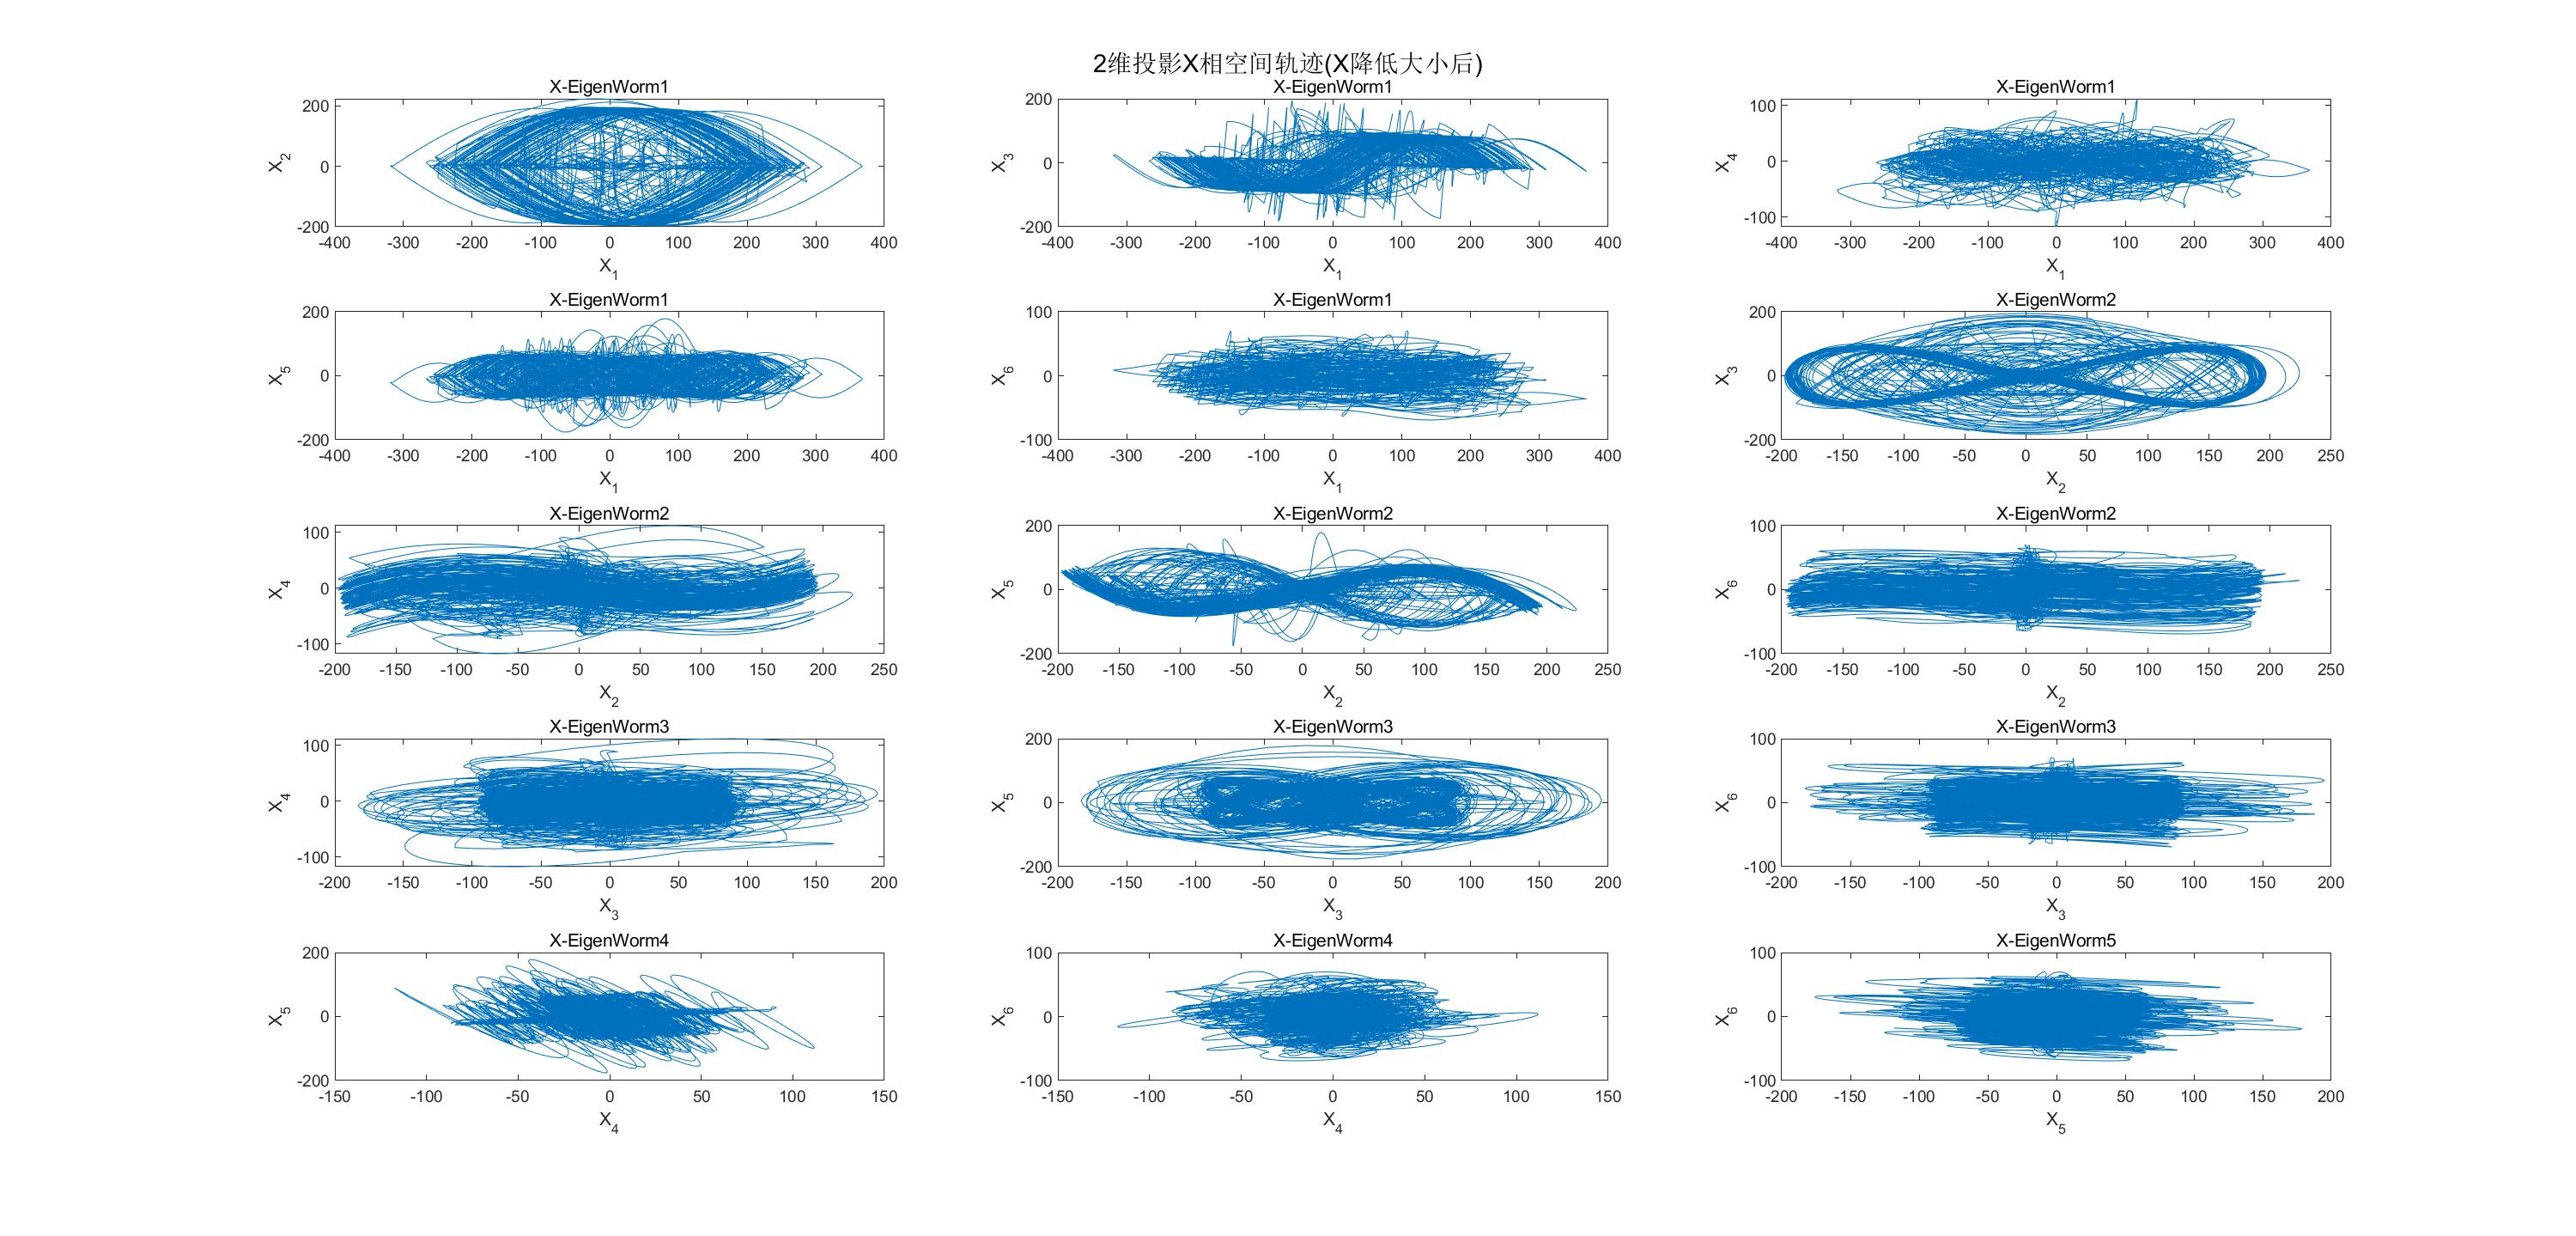 2维投影X相空间轨迹(X降低大小后)
X-EigenWorm1
200
0
-200
X₂
-400 -300 -200 -100 0 100 200 300 400
X₁
X-EigenWorm1
200
0
-200
X₃
-400 -300 -200 -100 0 100 200 300 400
X₁
X-EigenWorm1
100
0
-100
X₄
-400 -300 -200 -100 0 100 200 300 400
X₁
X-EigenWorm1
200
0
-200
X₅
-400 -300 -200 -100 0 100 200 300 400
X₁
X-EigenWorm1
100
0
-100
X₆
-400 -300 -200 -100 0 100 200 300 400
X₁
X-EigenWorm2
200
0
-200
X₃
-200 -150 -100 -50 0 50 100 150 200 250
X₂
X-EigenWorm2
100
0
-100
X₄
-200 -150 -100 -50 0 50 100 150 200 250
X₂
X-EigenWorm2
200
0
-200
X₅
-200 -150 -100 -50 0 50 100 150 200 250
X₂
X-EigenWorm2
100
0
-100
X₆
-200 -150 -100 -50 0 50 100 150 200 250
X₂
X-EigenWorm3
100
0
-100
X₄
-200 -150 -100 -50 0 50 100 150 200
X₃
X-EigenWorm3
200
0
-200
X₅
-200 -150 -100 -50 0 50 100 150 200
X₃
X-EigenWorm3
100
0
-100
X₆
-200 -150 -100 -50 0 50 100 150 200
X₃
X-EigenWorm4
200
0
-200
X₅
-150 -100 -50 0 50 100 150
X₄
X-EigenWorm4
100
0
-100
X₆
-150 -100 -50 0 50 100 150
X₄
X-EigenWorm5
100
0
-100
X₆
-200 -150 -100 -50 0 50 100 150 200
X₅